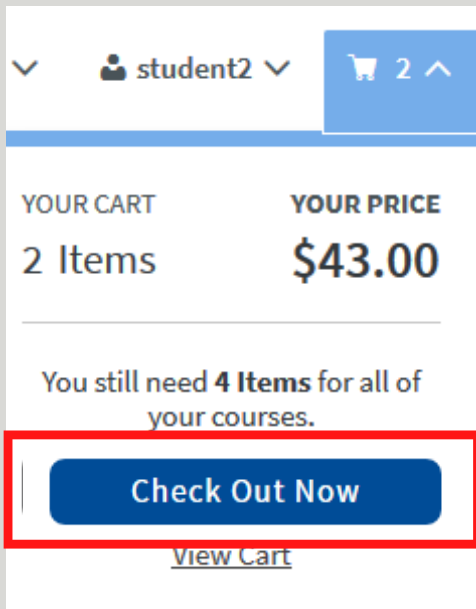 student2 2
YOUR CART YOUR PRICE
2 Items $43.00
You still need 4 Items for all of
your courses.
Check Out Now
View Cart